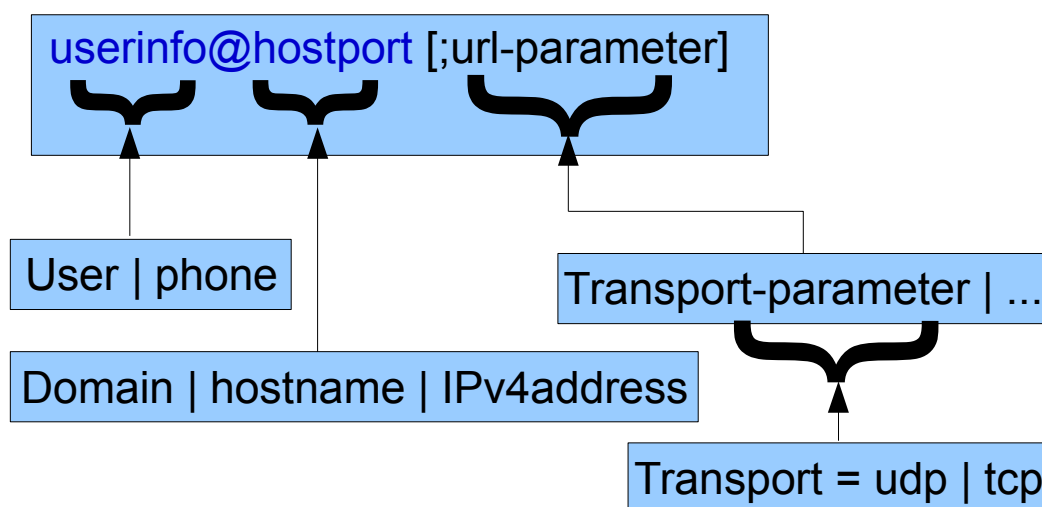 userinfo@hostport [;url-parameter]
User | phone
Transport-parameter | ...
Domain | hostname | IPv4address
Transport = udp | tcp